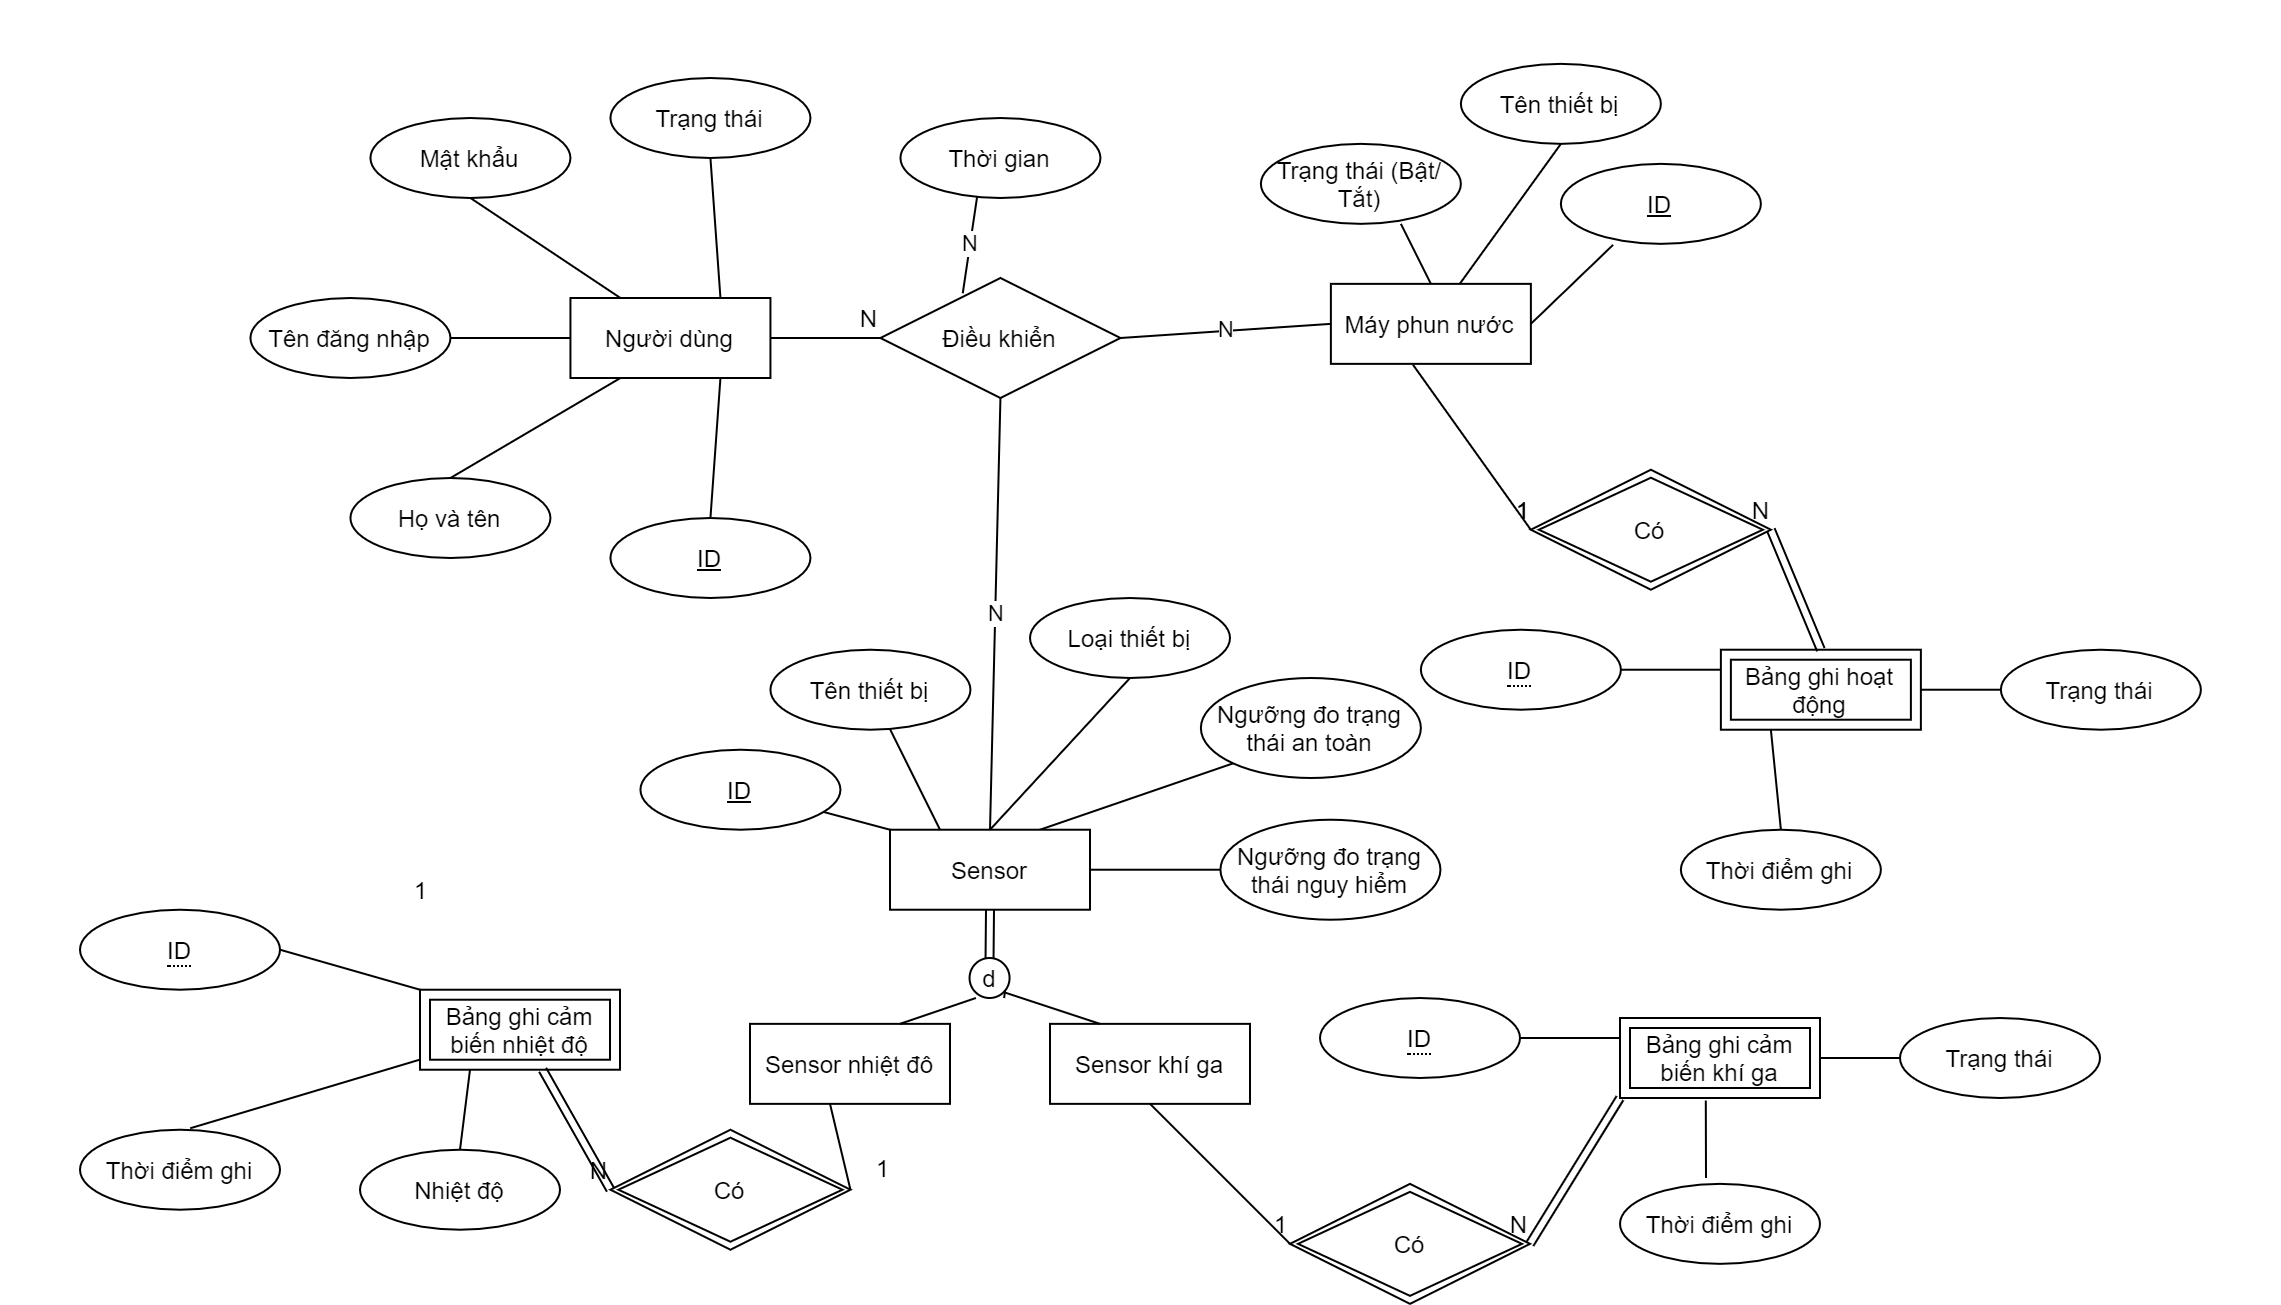 Tên thiết bị
Trạng thái
Mật khẩu
Thời gian
Trạng thái (Bật/
Tắt)
ID
N
N
Tên đăng nhập
Người dùng
Điều khiển
N
Máy phun nước
Họ và tên
ID
1
N
Có
N
Loại thiết bị
Tên thiết bị
ID
Bảng ghi hoạt
động
Trạng thái
Ngưỡng đo trạng
thái an toàn
ID
Sensor
Ngưỡng đo trạng
thái nguy hiểm
Thời điểm ghi
1
ID
d
Bảng ghi cảm
biến nhiệt độ
Sensor nhiệt đô
Sensor khí ga
ID
Bảng ghi cảm
biến khí ga
Trạng thái
Thời điểm ghi
Nhiệt độ
N
Có
1
1
Có
N
Thời điểm ghi